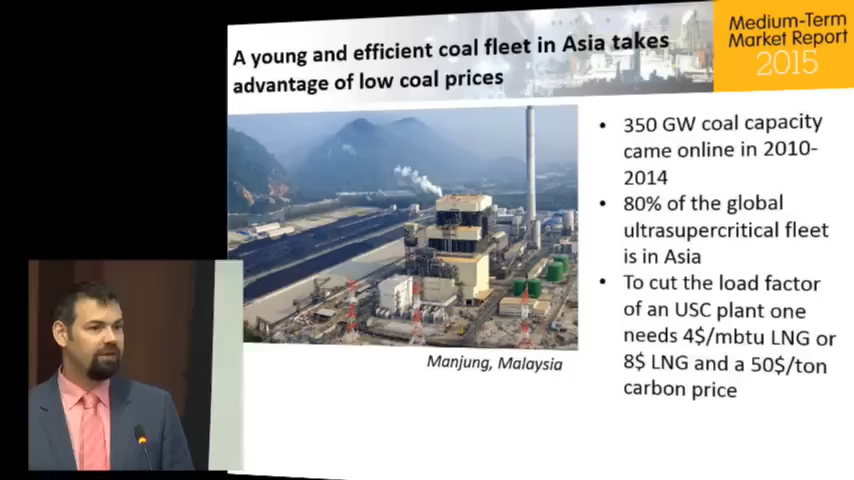 A young and efficient coal fleet in Asia takes
advantage of low coal prices
Medium-Term
Market Report
2015
• 350 GW coal capacity
came online in 2010-
2014
• 80% of the global
ultrasupercritical fleet
is in Asia
• To cut the load factor
of an USC plant one
needs 4$/mbtu LNG or
8$ LNG and a 50$/ton
carbon price
Manjung, Malaysia